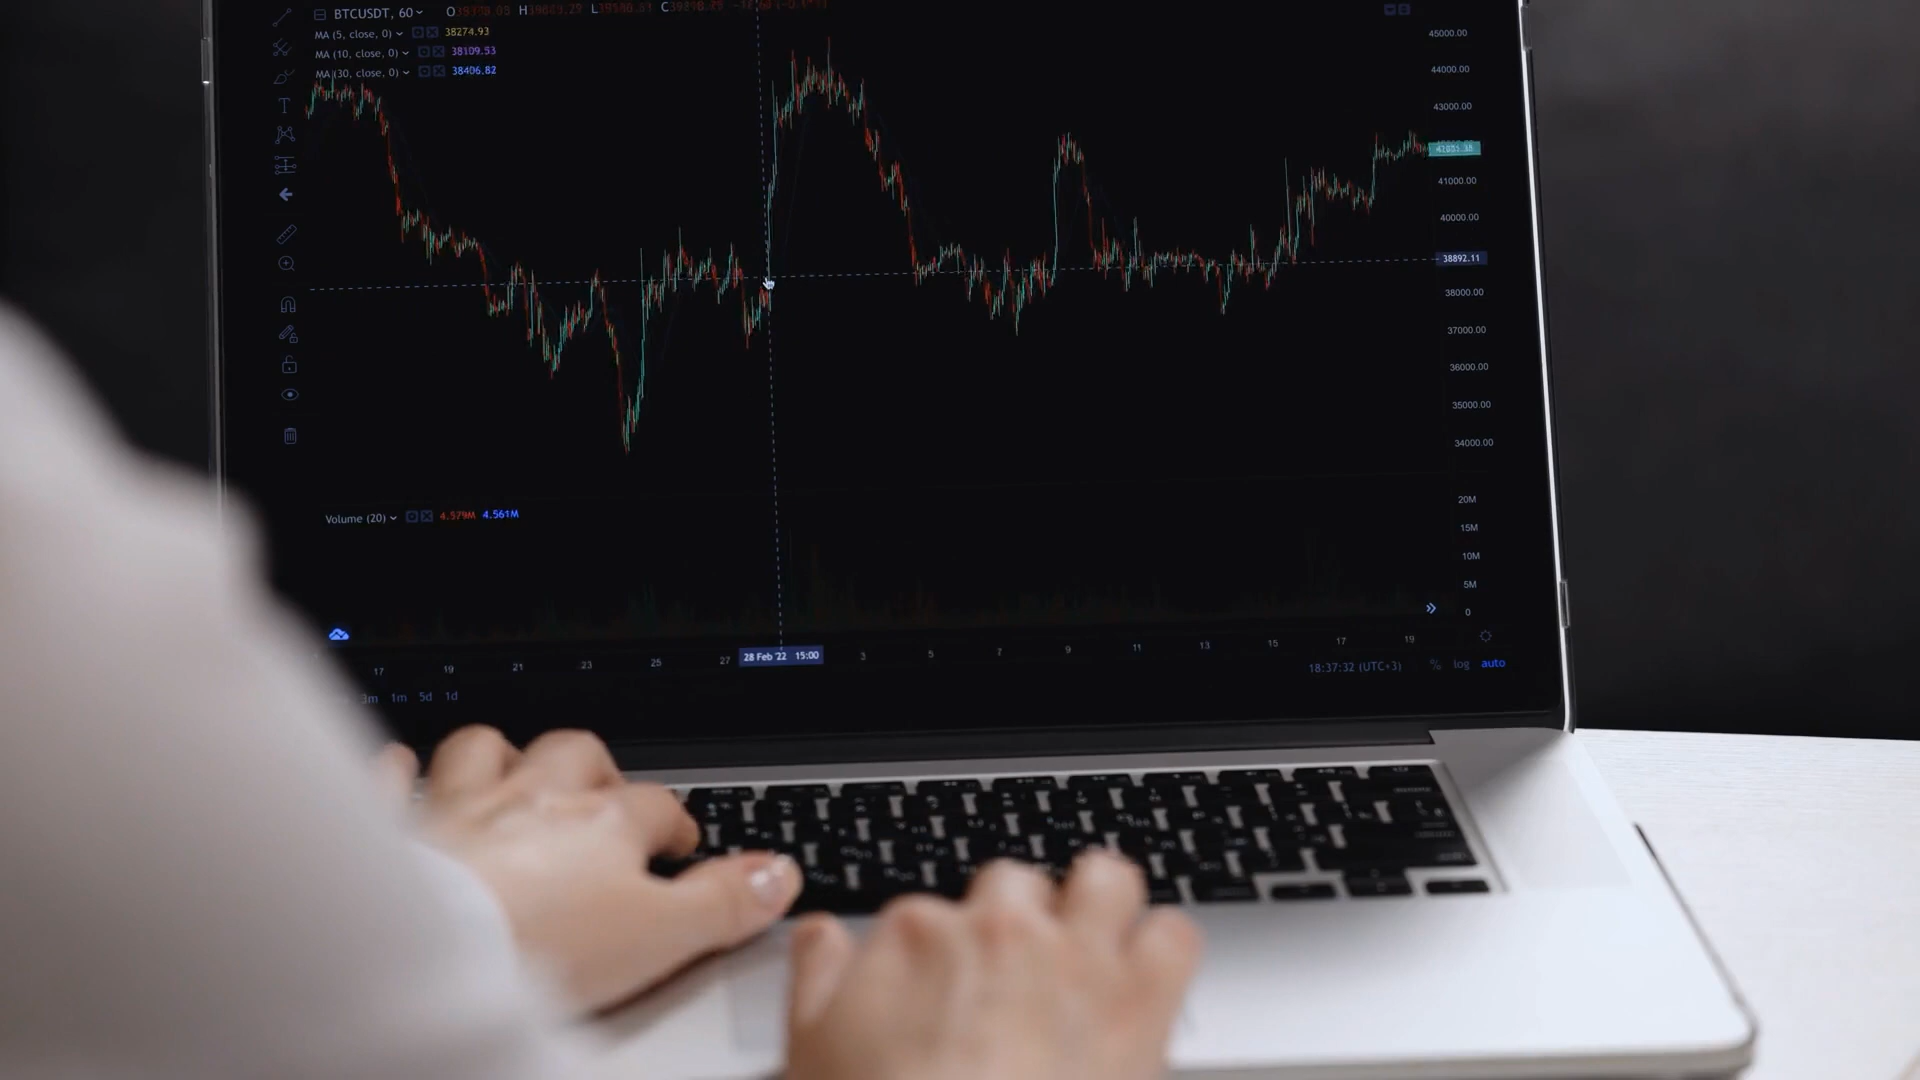 BTCUSDT, 60
MA (5, close, 0) 38274.93
MA (10, close, 0) 38109.53
MA (30, close, 0) 38406.82
45000.00
44000.00
43000.00
41000.00
40000.00
38892.11
38000.00
37000.00
36000.00
35000.00
34000.00
Volume (20) 4.579M 4.561M
20M
15M
10M
5M
0
17 19 21 23 25 27 28 Feb '22 15:00 3 5 7 9 11 13 15 17 19
3m 1m 5d 1d 18:37:32 (UTC+3) % log auto